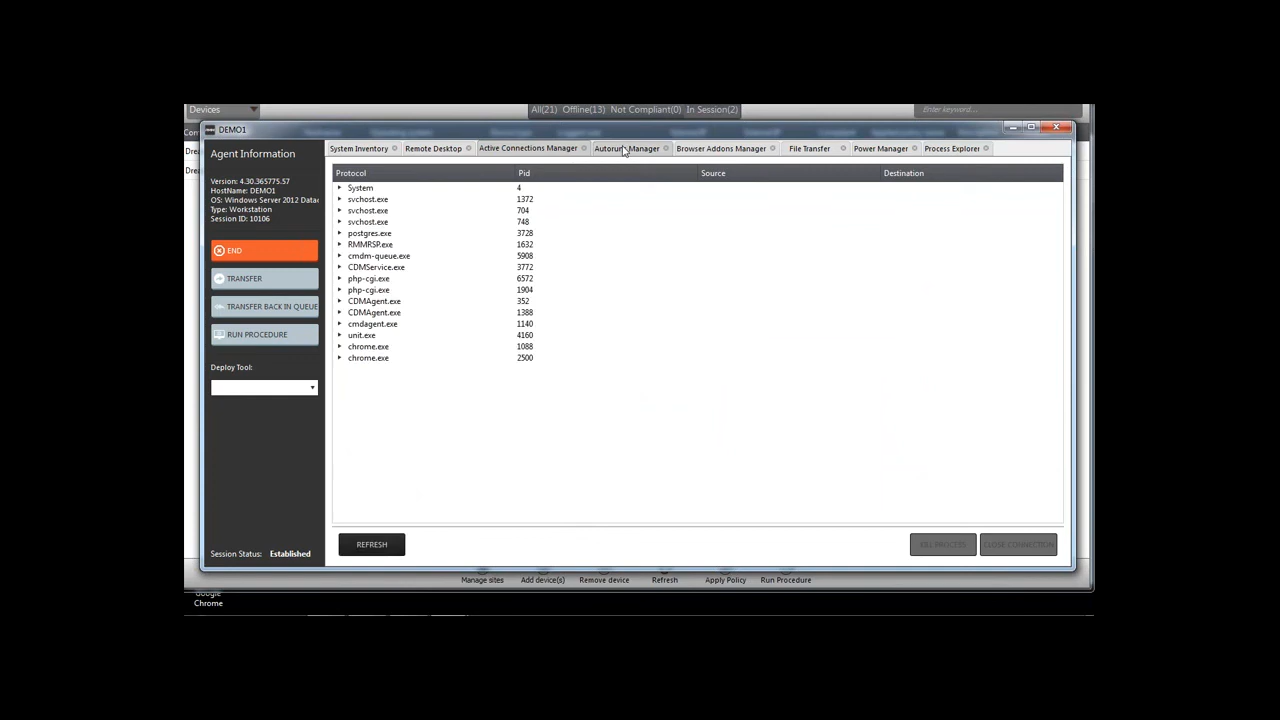 Devices
All(21) Offline(13) Not Compliant(0) In Session(2)
Enter keyword...
DEMO1
System Inventory
Remote Desktop
Active Connections Manager
Autoruns Manager
Browser Addons Manager
File Transfer
Power Manager
Process Explorer
Agent Information
Version: 4.30.365775.57
HostName: DEMO1
OS: Windows Server 2012 Datac
Type: Workstation
Session ID: 10106
END
TRANSFER
TRANSFER BACK IN QUEUE
RUN PROCEDURE
Deploy Tool:
Session Status: Established
Protocol Pid Source Destination
System 4
svchost.exe 1372
svchost.exe 704
svchost.exe 748
postgres.exe 3728
RMMRSP.exe 1632
cmdm-queue.exe 5908
CDMService.exe 3772
php-cgi.exe 6572
php-cgi.exe 1904
CDMAgent.exe 352
CDMAgent.exe 1388
cmdagent.exe 1140
unit.exe 4160
chrome.exe 1088
chrome.exe 2500
REFRESH
KILL PROCESS
CLOSE CONNECTION
Manage sites
Add device(s)
Remove device
Refresh
Apply Policy
Run Procedure
Google
Chrome